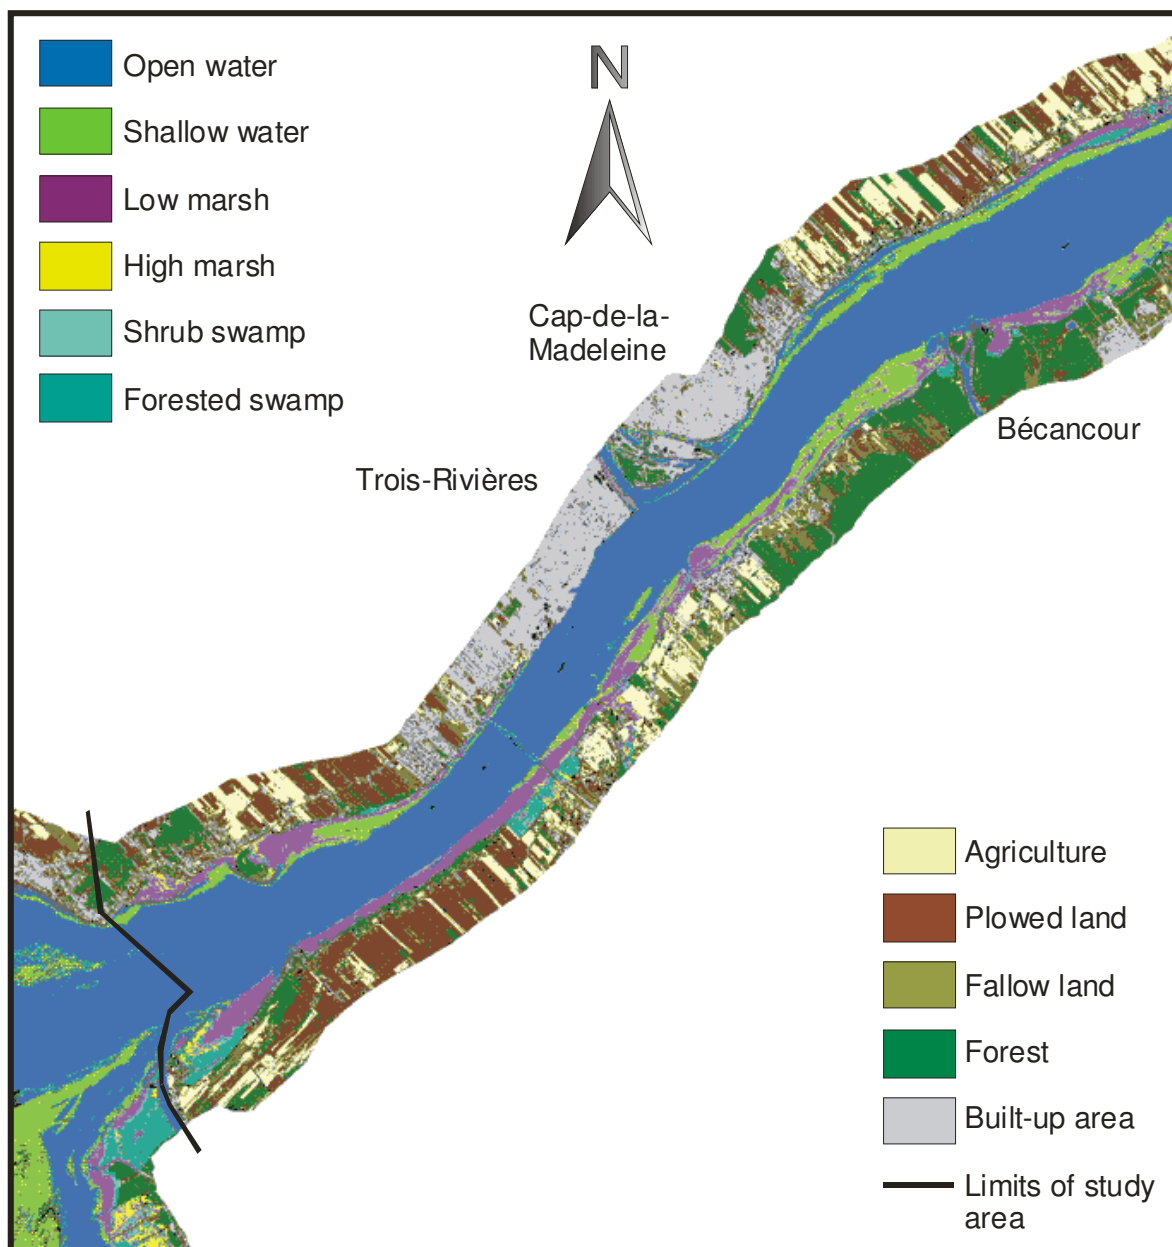 Open water
Shallow water
Low marsh
High marsh
Shrub swamp
Forested swamp
N
Cap-de-la-
Madeleine
Trois-Rivières
Bécancour
Agriculture
Plowed land
Fallow land
Forest
Built-up area
Limits of study
area